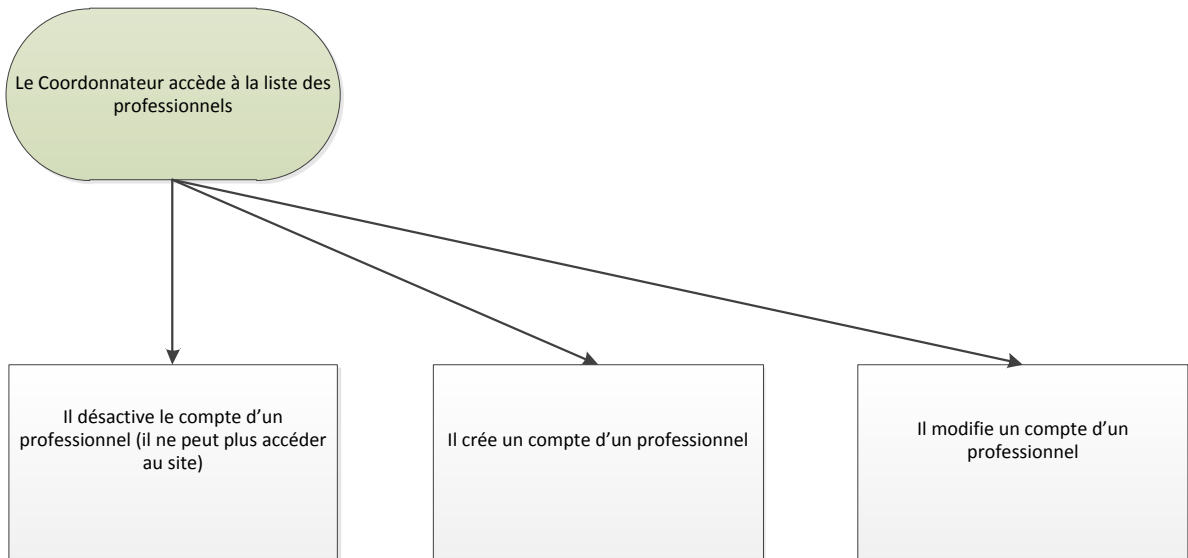 Le Coordonnateur accède à la liste des
professionnels
Il désactive le compte d’un
professionnel (il ne peut plus accéder
au site)
Il crée un compte d’un professionnel
Il modifie un compte d’un
professionnel